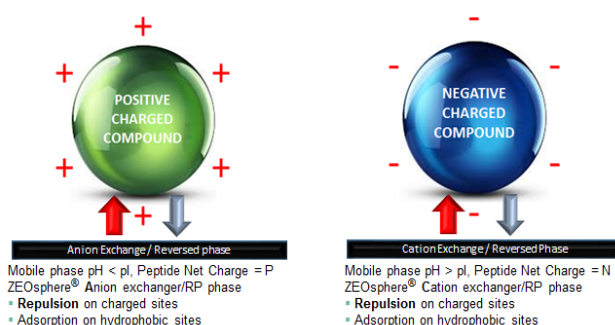 POSITIVE
CHARGED
COMPOUND
Anion Exchange / Reversed phase
Mobile phase pH < pI, Peptide Net Charge = P
ZEOsphere® Anion exchanger/RP phase
▪ Repulsion on charged sites
▪ Adsorption on hydrophobic sites
NEGATIVE
CHARGED
COMPOUND
Cation Exchange / Reversed Phase
Mobile phase pH > pI, Peptide Net Charge = N
ZEOsphere® Cation exchanger/RP phase
▪ Repulsion on charged sites
▪ Adsorption on hydrophobic sites